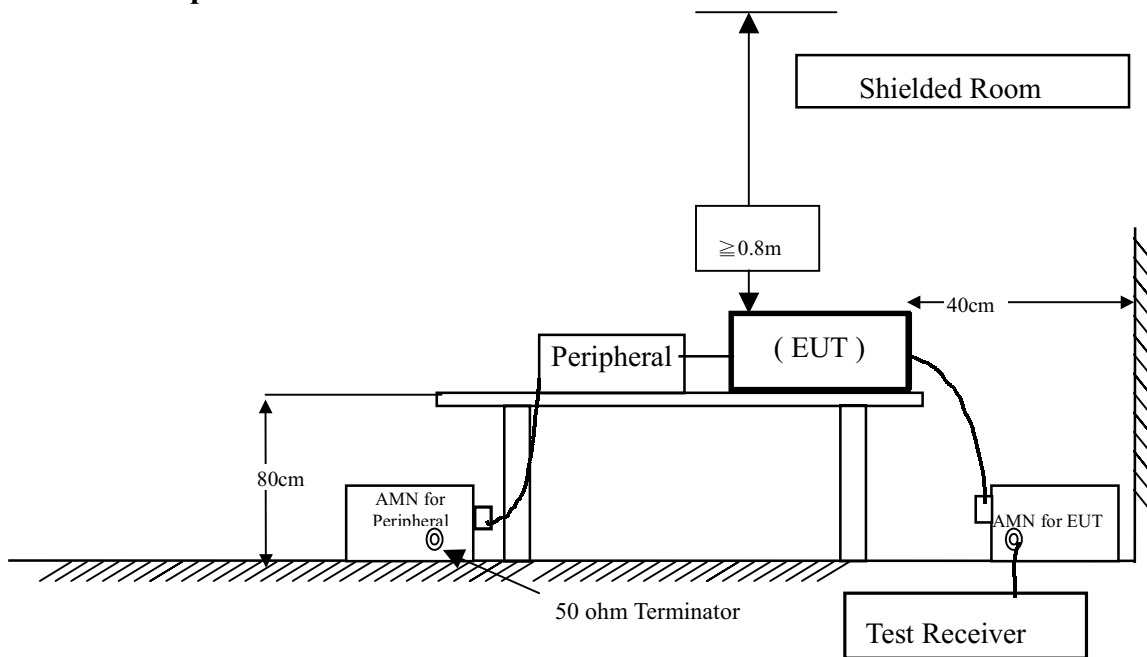 Shielded Room
≧0.8m
40cm
Peripheral
( EUT )
80cm
AMN for
Peripheral
AMN for EUT
50 ohm Terminator
Test Receiver